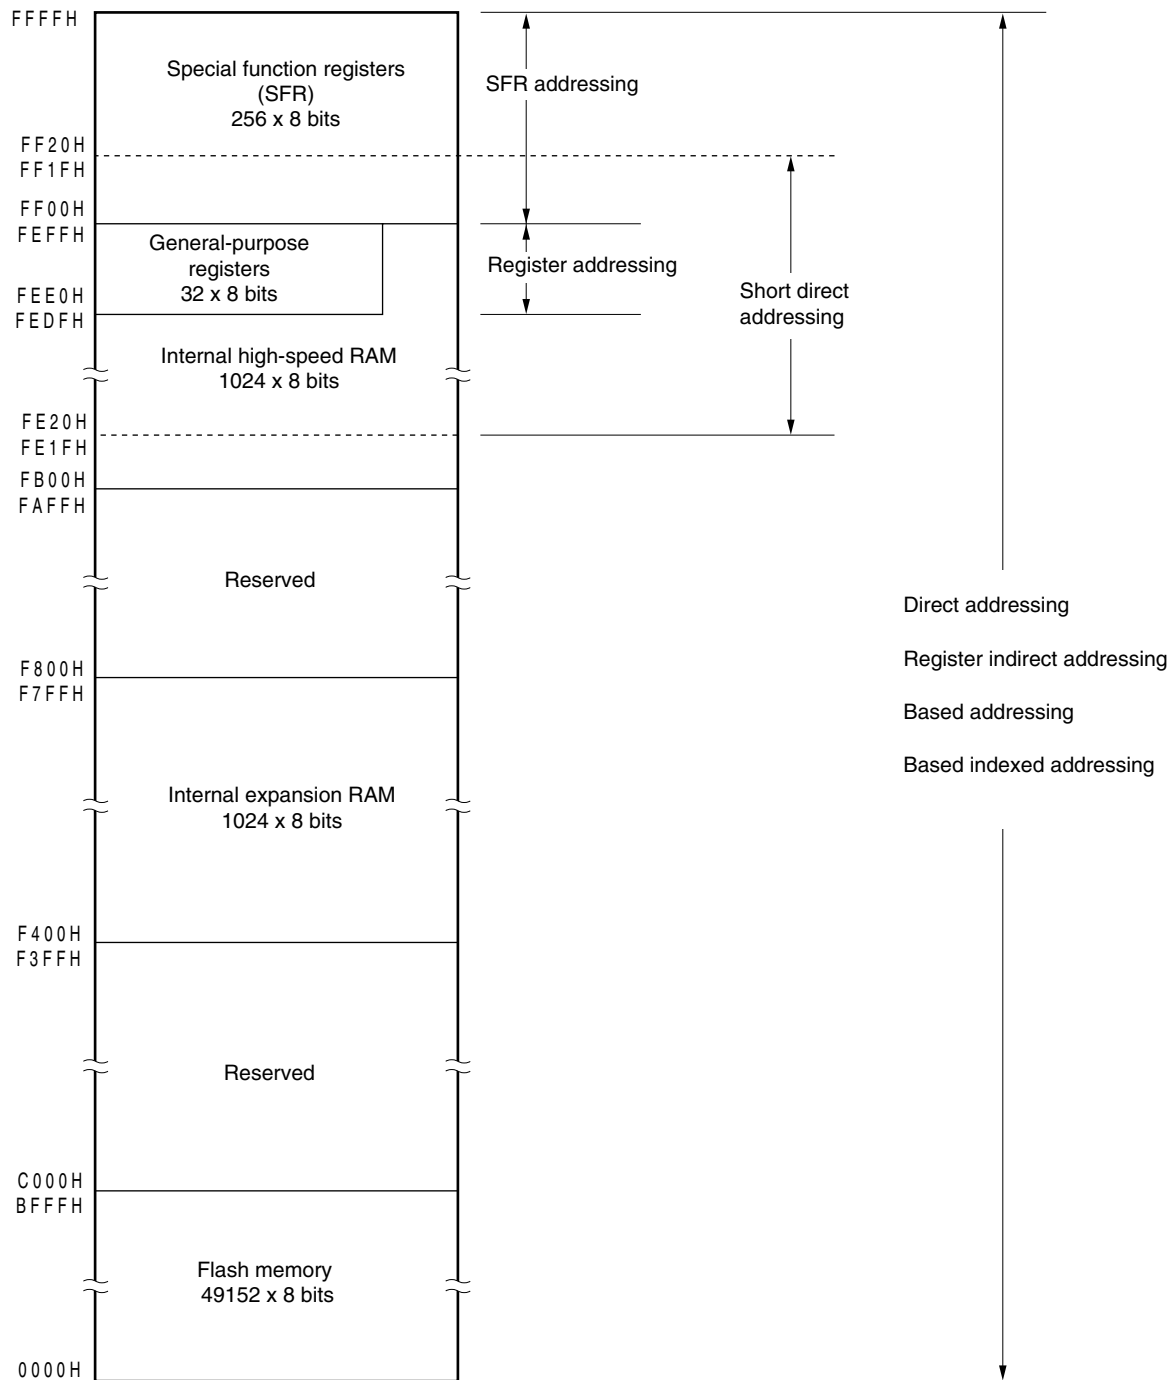 FFFFH
Special function registers
(SFR)
256 x 8 bits
SFR addressing
FF20H
FF1FH
FF00H
FEFFH
General-purpose
registers
32 x 8 bits
Register addressing
Short direct
addressing
FEE0H
FEDFH
Internal high-speed RAM
1024 x 8 bits
FE20H
FE1FH
FB00H
FAFFH
Reserved
Direct addressing
Register indirect addressing
Based addressing
Based indexed addressing
F800H
F7FFH
Internal expansion RAM
1024 x 8 bits
F400H
F3FFH
Reserved
C000H
BFFFH
Flash memory
49152 x 8 bits
0000H